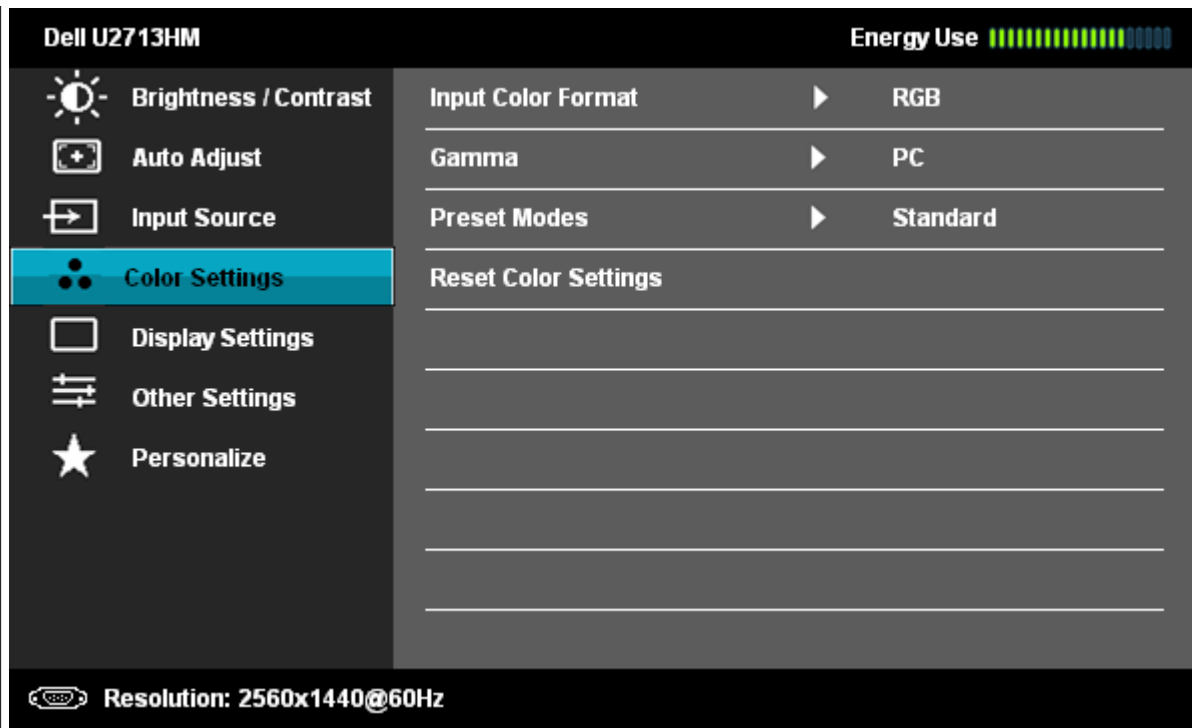 Dell U2713HM Energy Use
Brightness / Contrast Input Color Format RGB
Auto Adjust Gamma PC
Input Source Preset Modes Standard
Color Settings Reset Color Settings
Display Settings
Other Settings
Personalize
Resolution: 2560x1440@60Hz